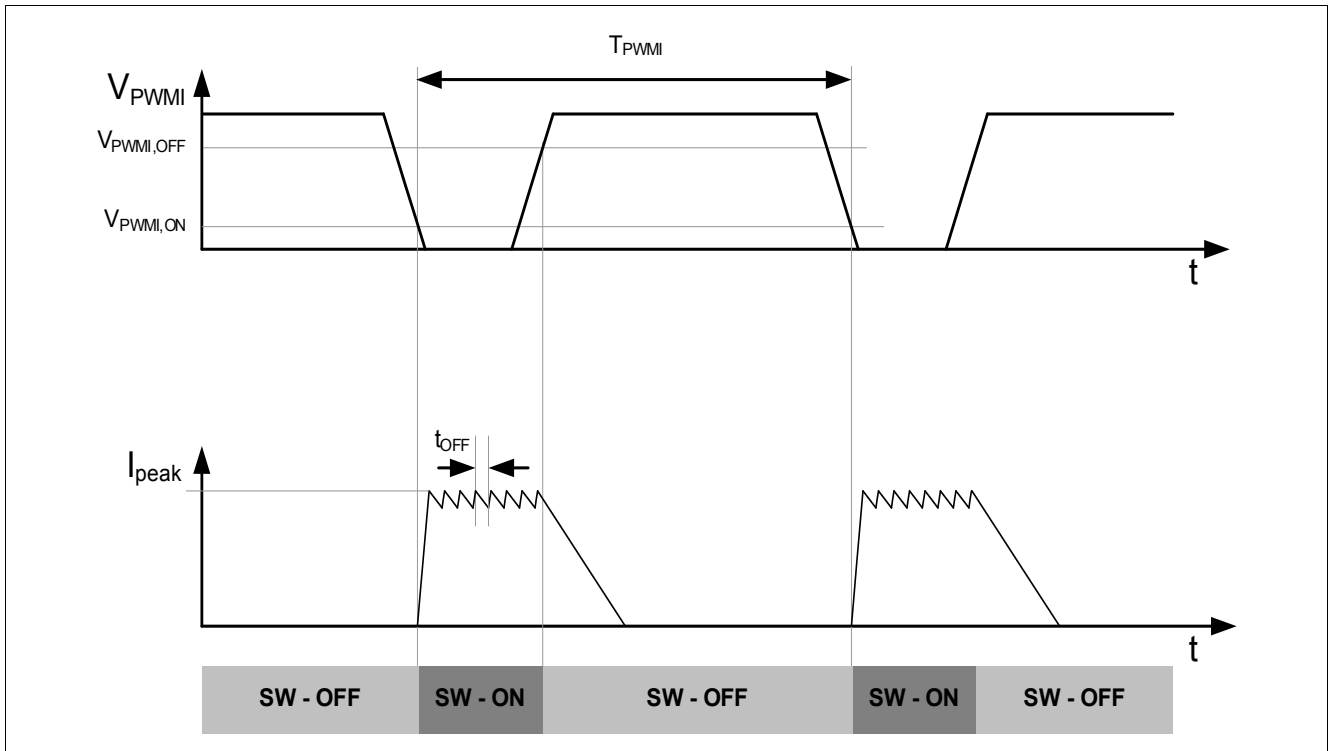 TPWMI
VPWMI
VPWMI,OFF
VPWMI,ON
t
tOFF
Ipeak
t
SW - OFF SW - ON SW - OFF SW - ON SW - OFF